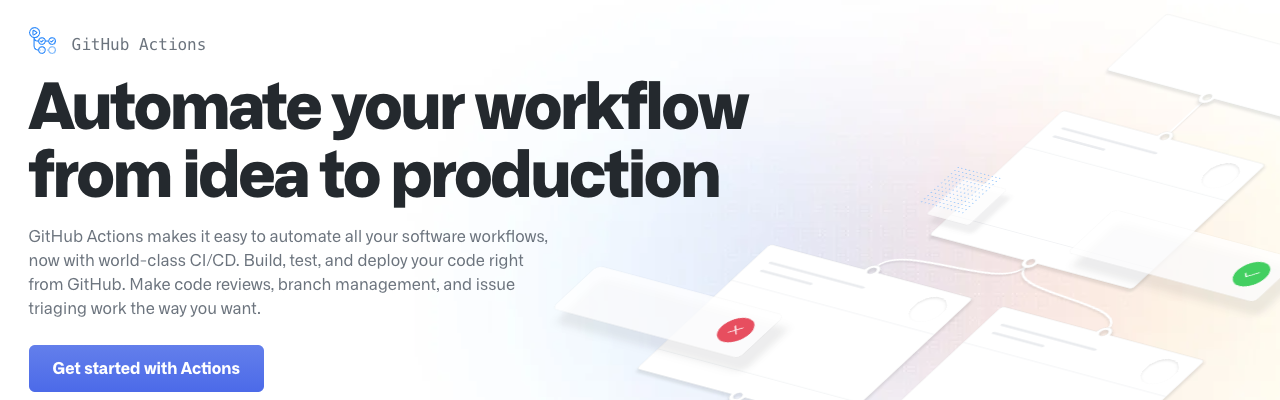 GitHub Actions
Automate your workflow
from idea to production
GitHub Actions makes it easy to automate all your software workflows,
now with world-class CI/CD. Build, test, and deploy your code right
from GitHub. Make code reviews, branch management, and issue
triaging work the way you want.
Get started with Actions